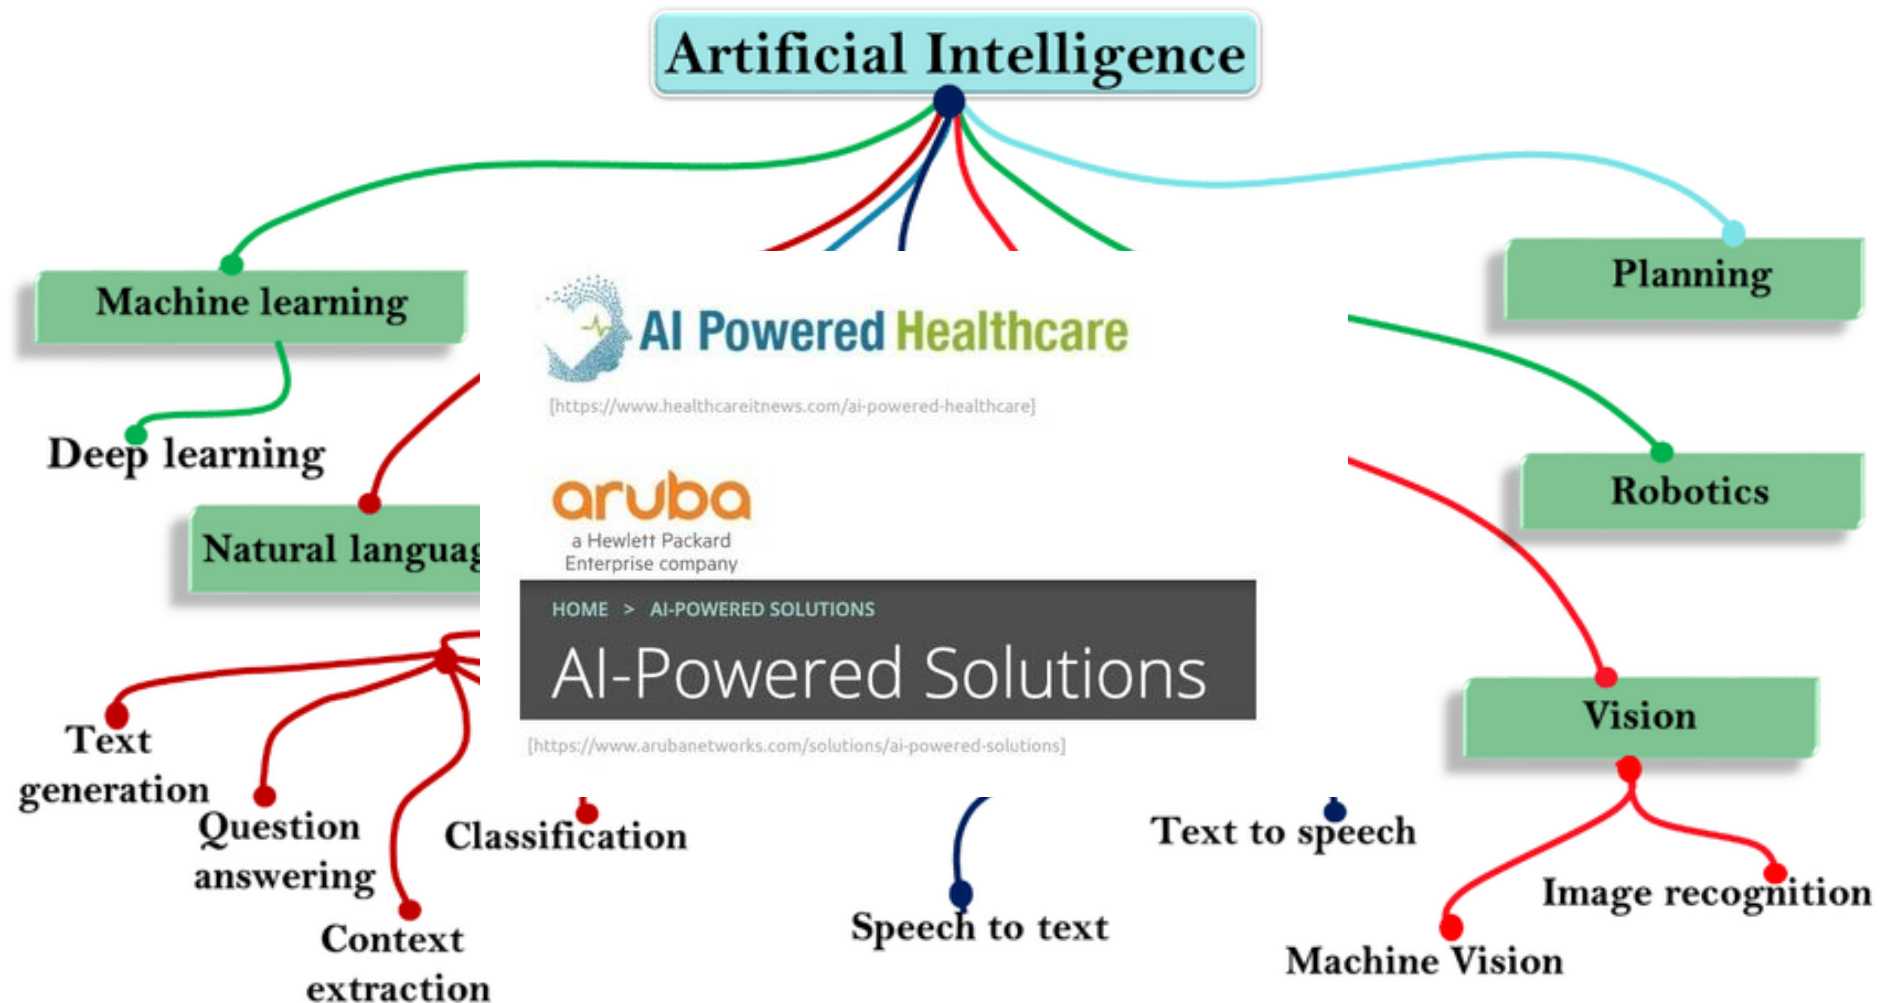 Artificial Intelligence
Machine learning
Planning
AI Powered Healthcare
[https://www.healthcareitnews.com/ai-powered-healthcare]
Deep learning
Robotics
aruba
a Hewlett Packard
Enterprise company
Natural
HOME > AI-POWERED SOLUTIONS
AI-Powered Solutions
[https://www.arubanetworks.com/solutions/ai-powered-solutions]
Vision
Text
generation
Question
answering
Context
extraction
Classification
Speech to text
Text to speech
Machine Vision
Image recognition